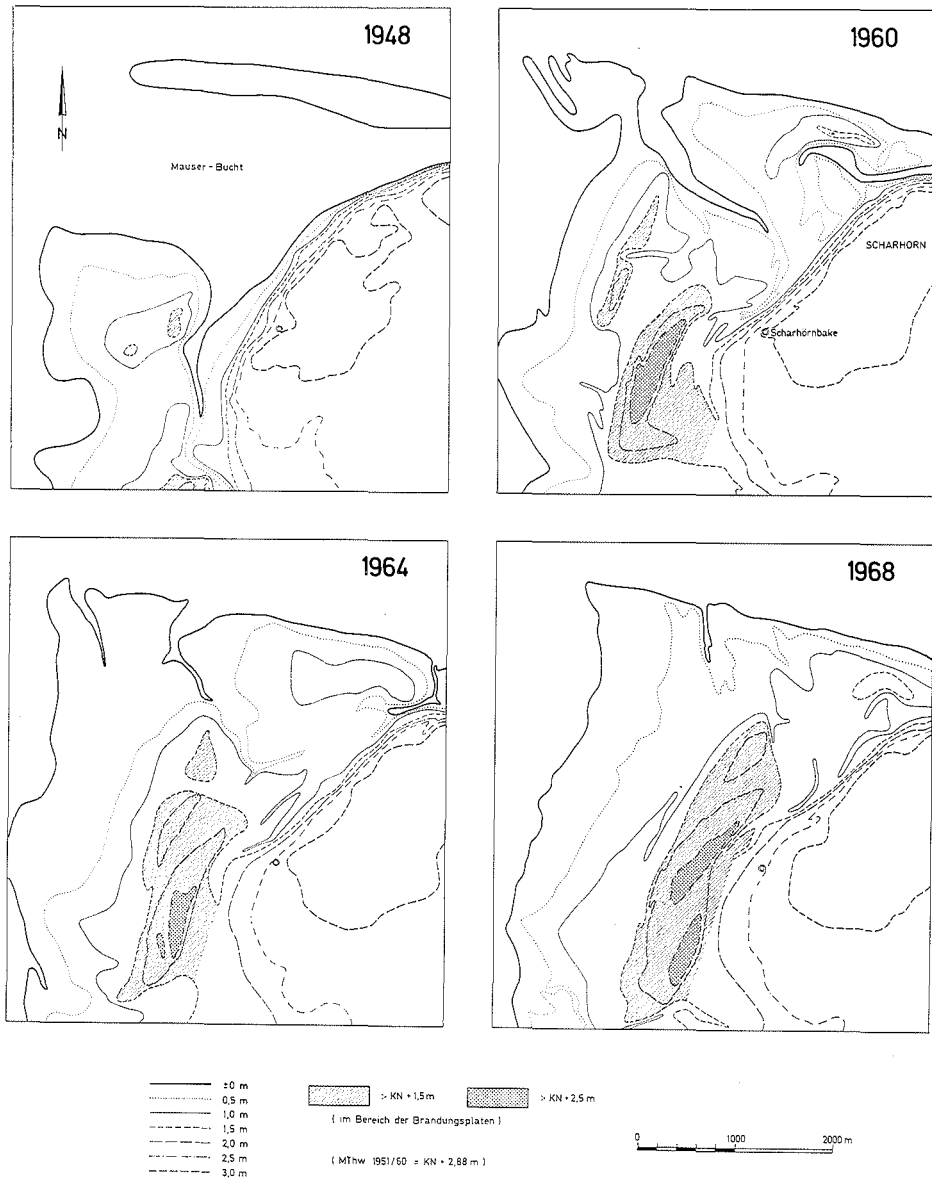 1948
N
Mauser - Bucht
1960
SCHARHORN
Scharhörnbake
1964
1968
±0 m
0,5 m
1,0 m
1,5 m
2,0 m
2,5 m
3,0 m
> KN + 1,5 m
> KN + 2,5 m
( im Bereich der Brandungsplaten )
( MThw 1951/60 = KN + 2,88 m )
0 1000 2000 m